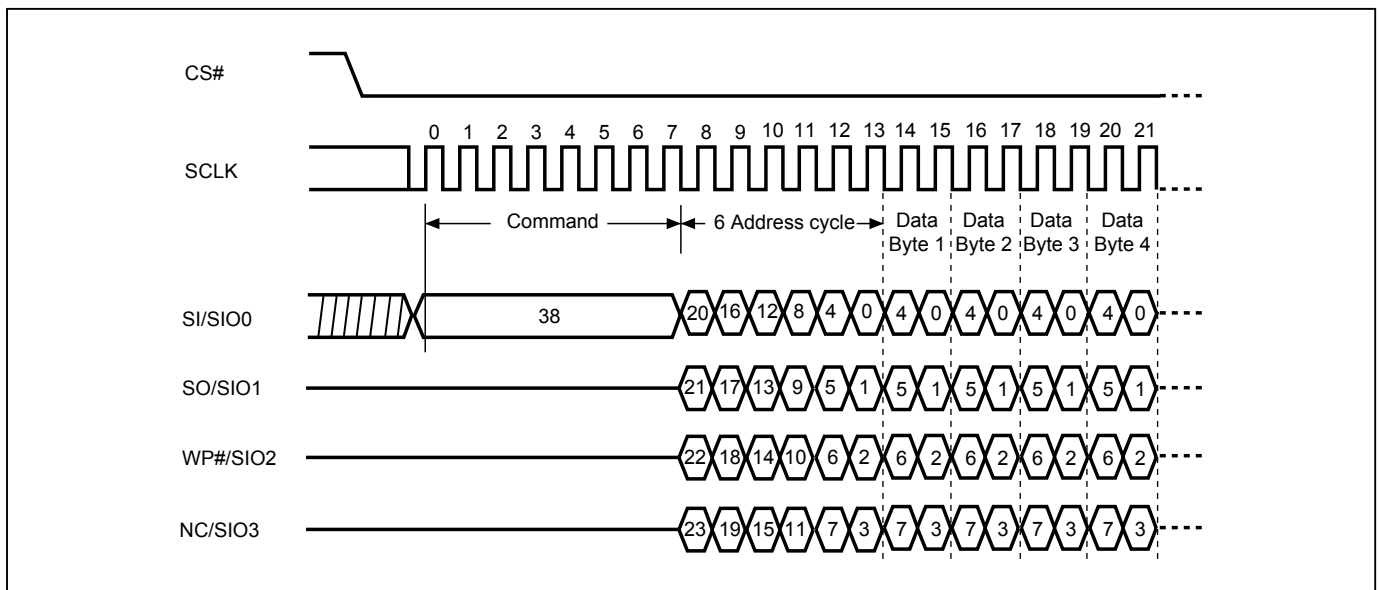 CS#
0 1 2 3 4 5 6 7 8 9 10 11 12 13 14 15 16 17 18 19 20 21
SCLK
Command 6 Address cycle Data Byte 1 Data Byte 2 Data Byte 3 Data Byte 4
SI/SIO0 38 20 16 12 8 4 0 4 0 4 0 4 0 4 0
SO/SIO1 21 17 13 9 5 1 5 1 5 1 5 1 5 1
WP#/SIO2 22 18 14 10 6 2 6 2 6 2 6 2 6 2
NC/SIO3 23 19 15 11 7 3 7 3 7 3 7 3 7 3